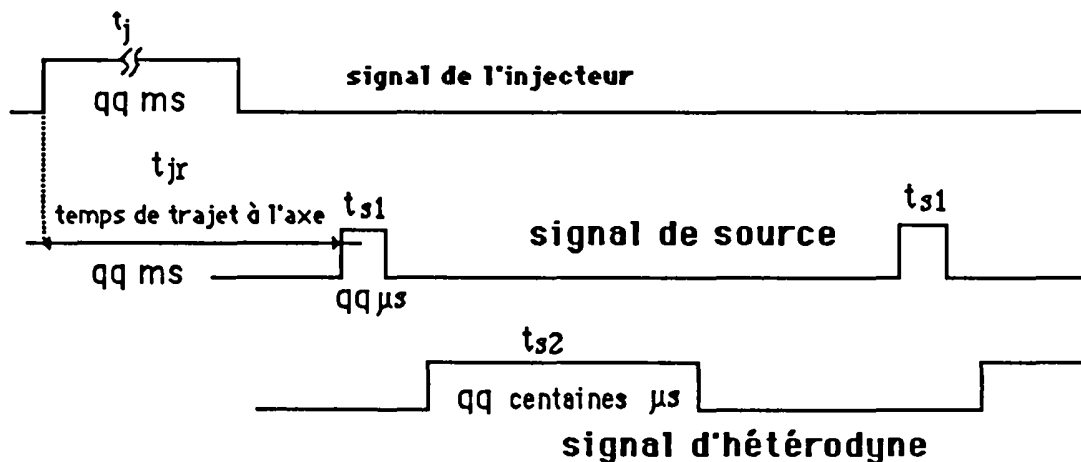 tj
signal de l'injecteur
qq ms
tjr
temps de trajet à l'axe
ts1
ts1
signal de source
qq ms
qq µs
ts2
qq centaines µs
signal d'hétérodyne